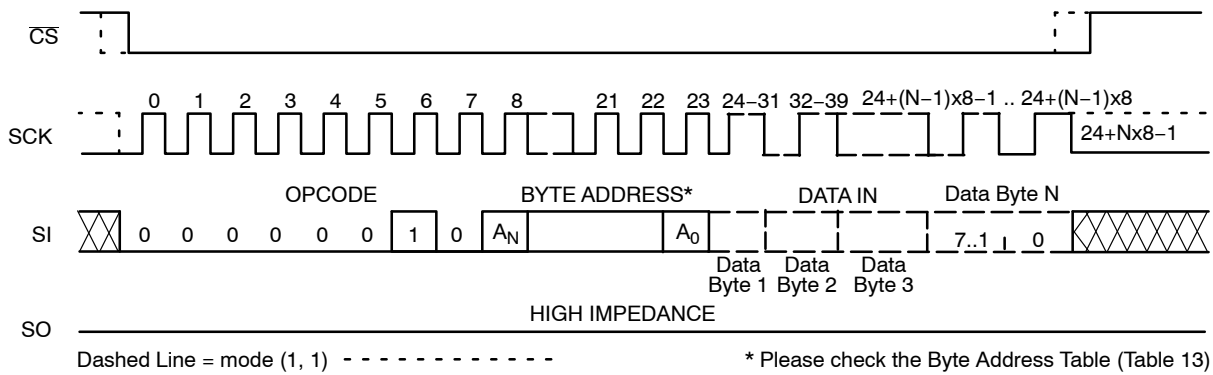 CS
0 1 2 3 4 5 6 7 8 21 22 23 24–31 32–39 24+(N–1)x8–1 .. 24+(N–1)x8
SCK
24+Nx8–1
OPCODE BYTE ADDRESS* DATA IN Data Byte N
SI 0 0 0 0 0 0 1 0 AN A0 7..1 0
Data Byte 1
Data Byte 2
Data Byte 3
HIGH IMPEDANCE
SO
Dashed Line = mode (1, 1) * Please check the Byte Address Table (Table 13)